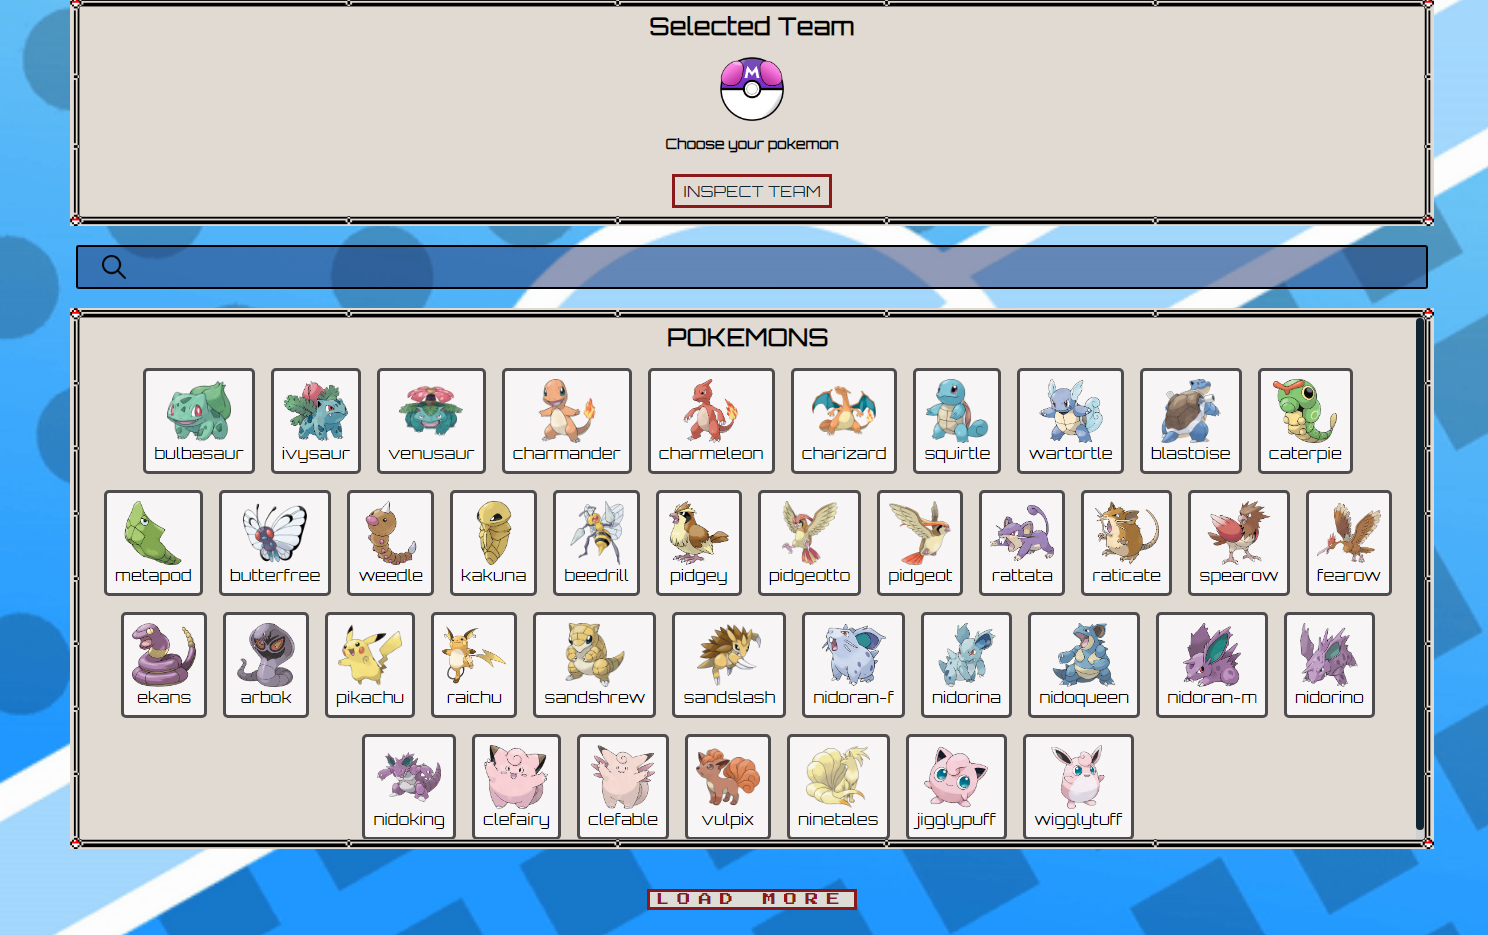 Selected Team
M
Choose your pokemon
INSPECT TEAM
POKEMONS
bulbasaur ivysaur venusaur charmander charmeleon charizard squirtle wartortle blastoise caterpie
metapod butterfree weedle kakuna beedrill pidgey pidgeotto pidgeot rattata raticate spearow fearow
ekans arbok pikachu raichu sandshrew sandslash nidoran-f nidorina nidoqueen nidoran-m nidorino
nidoking clefairy clefable vulpix ninetales jigglypuff wigglytuff
LOAD MORE